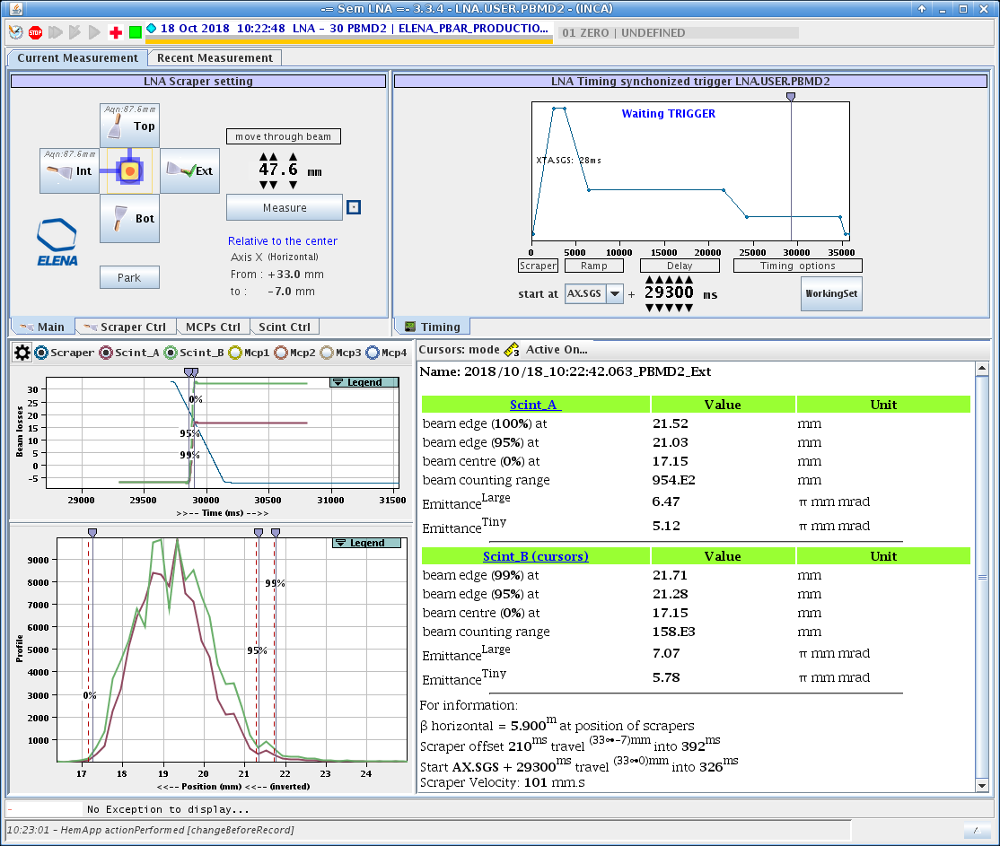 -= Sem LNA =- 3.3.4 - LNA.USER.PBMD2 - (INCA)
STOP
18 Oct 2018 10:22:48 LNA - 30 PBMD2 | ELENA_PBAR_PRODUCTIO...
01 ZERO | UNDEFINED
Current Measurement
Recent Measurement
LNA Scraper setting
Aqn:87.6mm
Top
Aqn:87.6mm
Int
Ext
Bot
ELENA
Park
move through beam
47.6 mm
Measure
Relative to the center
Axis X (Horizontal)
From : +33.0 mm
to : -7.0 mm
Main
Scraper Ctrl
MCPs Ctrl
Scint Ctrl
LNA Timing synchonized trigger LNA.USER.PBMD2
Waiting TRIGGER
XTA.SGS: 28ms
0 5000 10000 15000 20000 25000 30000 35000
Scraper
Ramp
Delay
Timing options
start at AX.SGS + 29300 ms
WorkingSet
Timing
Scraper Scint_A Scint_B Mcp1 Mcp2 Mcp3 Mcp4
Legend
Beam losses
30
25
20
15
10
5
0
-5
0%
95%
99%
29000 29500 30000 30500 31000 31500
>>-- Time (ms) -->>
Legend
Profile
9000
8000
7000
6000
5000
4000
3000
2000
1000
99%
95%
0%
17 18 19 20 21 22 23 24
<<-- Position (mm) <<-- (inverted)
Cursors: mode
Active On...
Name: 2018/10/18_10:22:42.063_PBMD2_Ext
Scint_A Value Unit
beam edge (100%) at 21.52 mm
beam edge (95%) at 21.03 mm
beam centre (0%) at 17.15 mm
beam counting range 954.E2 mm
Emittance Large 6.47 π mm mrad
Emittance Tiny 5.12 π mm mrad
Scint_B (cursors) Value Unit
beam edge (99%) at 21.71 mm
beam edge (95%) at 21.28 mm
beam centre (0%) at 17.15 mm
beam counting range 158.E3 mm
Emittance Large 7.07 π mm mrad
Emittance Tiny 5.78 π mm mrad
For information:
β horizontal = 5.900 m at position of scrapers
Scraper offset 210 ms travel (33⚬•-7)mm into 392 ms
Start AX.SGS + 29300 ms travel (33⚬•0)mm into 326 ms
Scraper Velocity: 101 mm.s
- No Exception to display...
10:23:01 - HemApp actionPerformed [changeBeforeRecord]